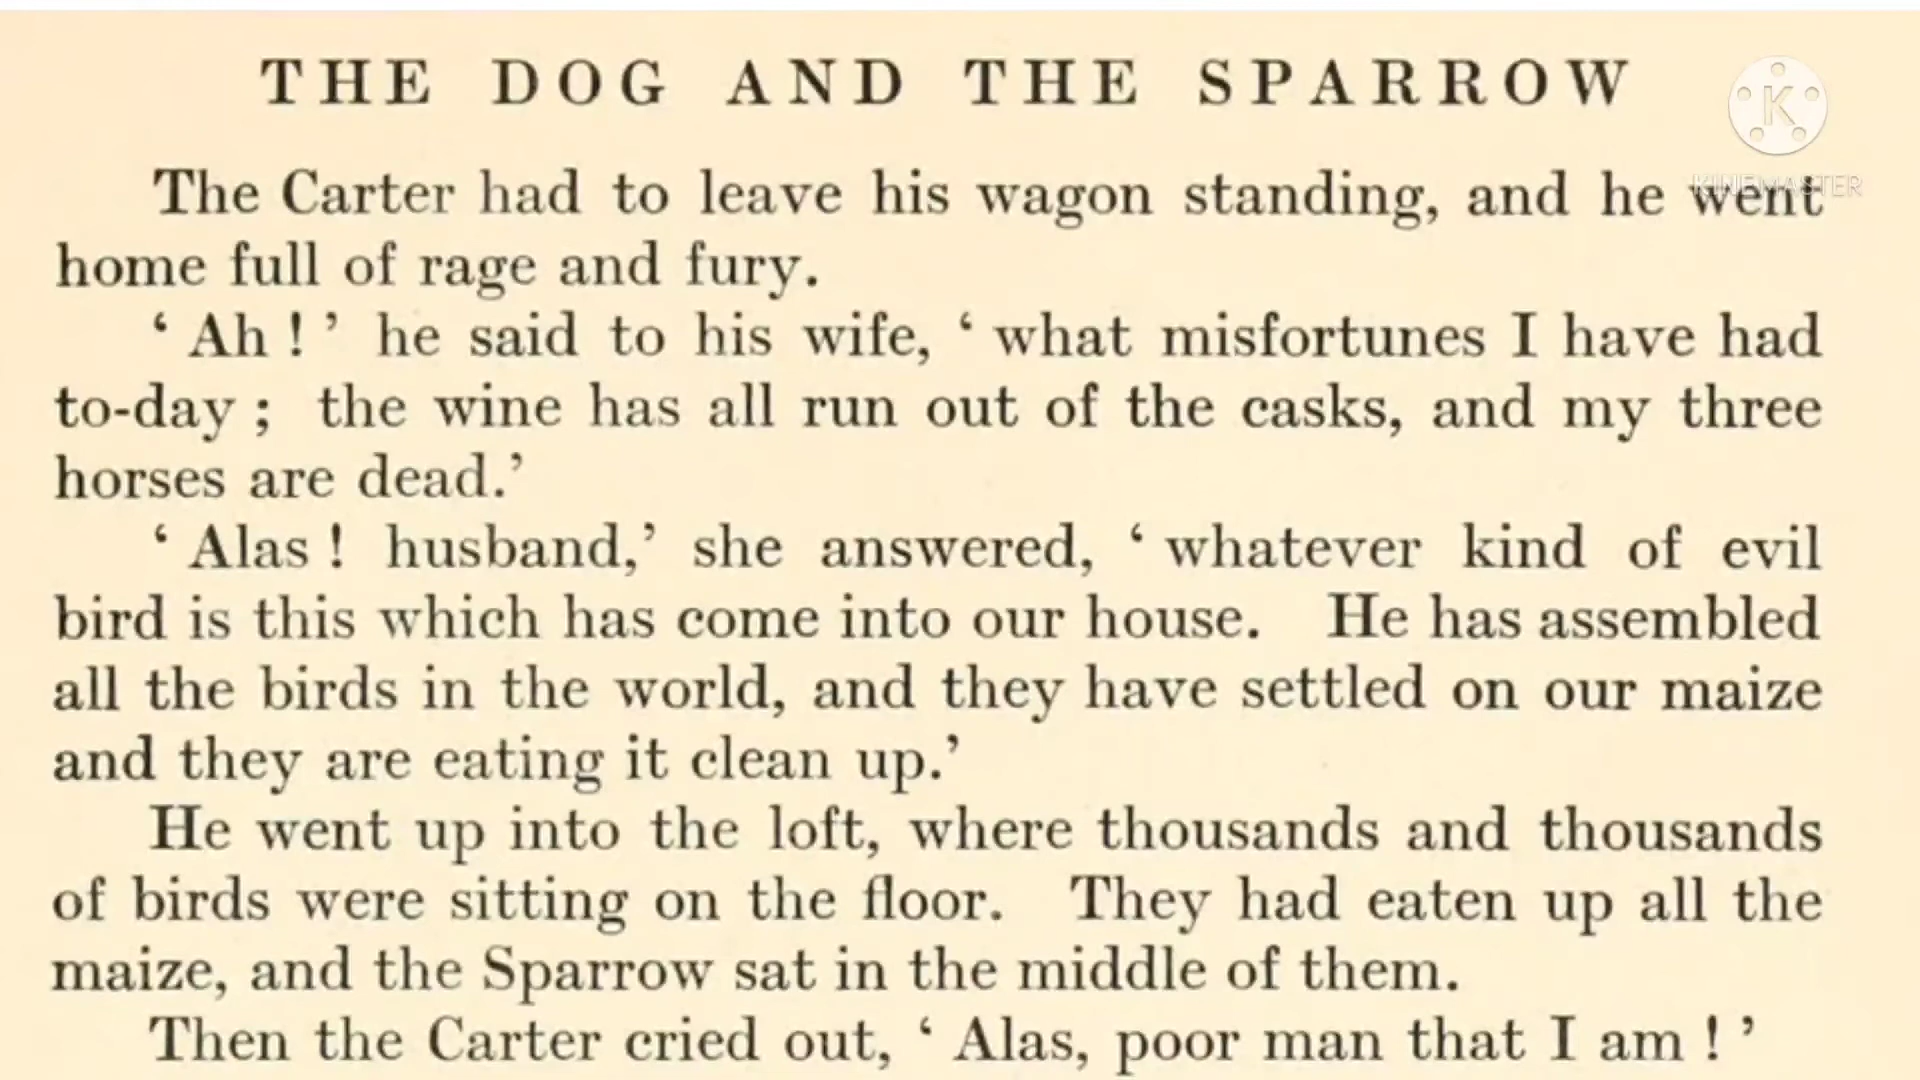 THE DOG AND THE SPARROW
The Carter had to leave his wagon standing, and he went
KINEMASTER
home full of rage and fury.
‘ Ah ! ’ he said to his wife, ‘ what misfortunes I have had
to-day ; the wine has all run out of the casks, and my three
horses are dead.’
‘ Alas ! husband,’ she answered, ‘ whatever kind of evil
bird is this which has come into our house. He has assembled
all the birds in the world, and they have settled on our maize
and they are eating it clean up.’
He went up into the loft, where thousands and thousands
of birds were sitting on the floor. They had eaten up all the
maize, and the Sparrow sat in the middle of them.
Then the Carter cried out, ‘ Alas, poor man that I am ! ’